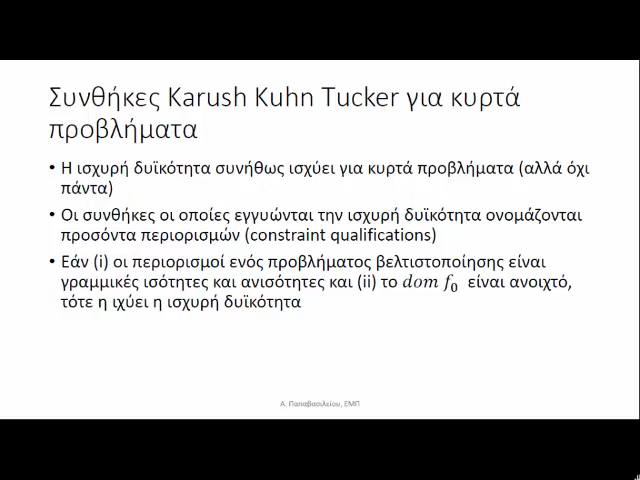 Συνθήκες Karush Kuhn Tucker για κυρτά
προβλήματα
• Η ισχυρή δυϊκότητα συνήθως ισχύει για κυρτά προβλήματα (αλλά όχι
πάντα)
• Οι συνθήκες οι οποίες εγγυώνται την ισχυρή δυϊκότητα ονομάζονται
προσόντα περιορισμών (constraint qualifications)
• Εάν (i) οι περιορισμοί ενός προβλήματος βελτιστοποίησης είναι
γραμμικές ισότητες και ανισότητες και (ii) το dom f₀ είναι ανοιχτό,
τότε η ιχύει η ισχυρή δυϊκότητα
Α. Παπαβασιλείου, ΕΜΠ